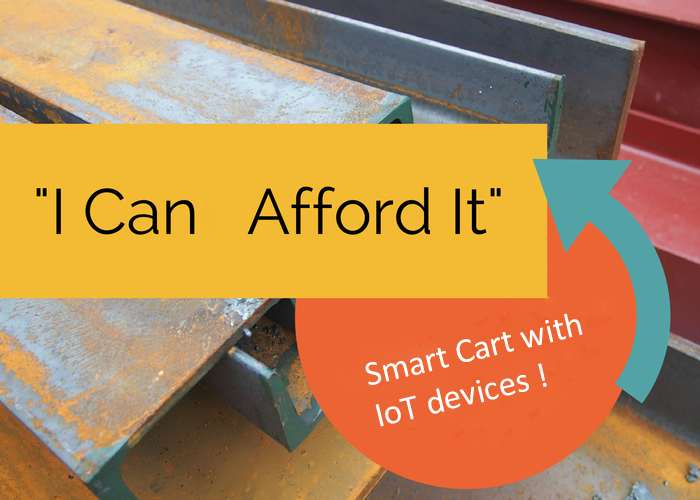 "I Can Afford It"
Smart Cart with
IoT devices !